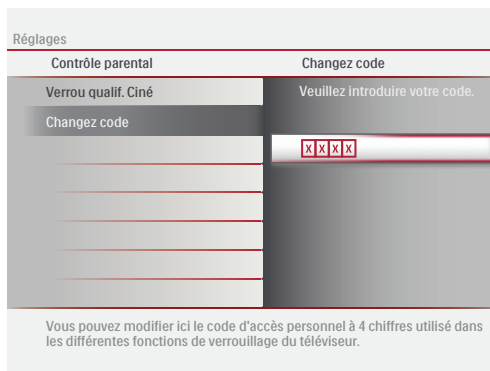 Réglages
Contrôle parental
Changez code
Verrou qualif. Ciné
Veuillez introduire votre code.
Changez code
X X X X
Vous pouvez modifier ici le code d'accès personnel à 4 chiffres utilisé dans
les différentes fonctions de verrouillage du téléviseur.